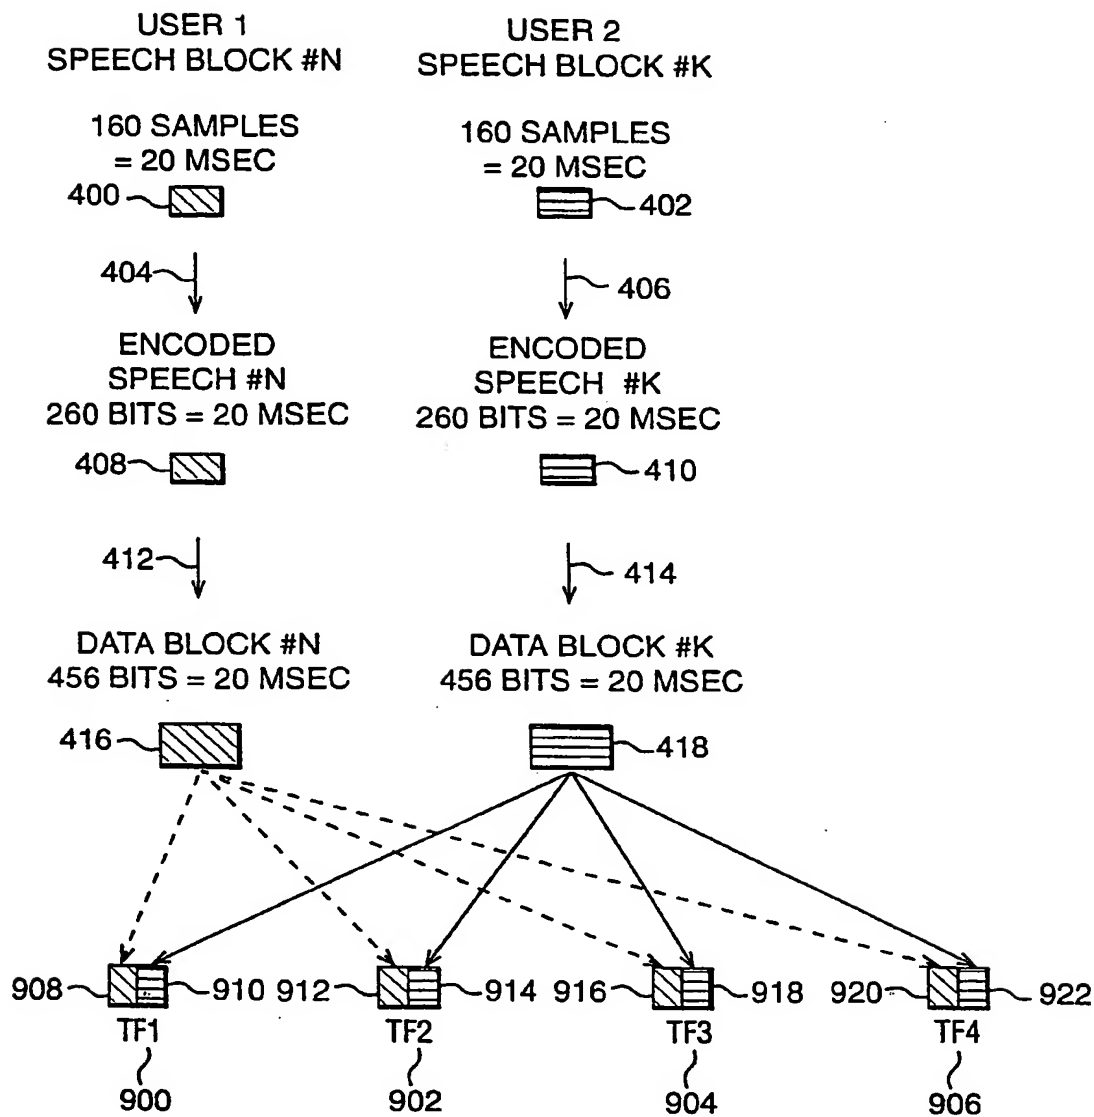 USER 1
SPEECH BLOCK #N
USER 2
SPEECH BLOCK #K
160 SAMPLES
= 20 MSEC
160 SAMPLES
= 20 MSEC
400
402
404
406
ENCODED
SPEECH #N
260 BITS = 20 MSEC
ENCODED
SPEECH #K
260 BITS = 20 MSEC
408
410
412
414
DATA BLOCK #N
456 BITS = 20 MSEC
DATA BLOCK #K
456 BITS = 20 MSEC
416
418
908
910
912
914
916
918
920
922
TF1
TF2
TF3
TF4
900
902
904
906